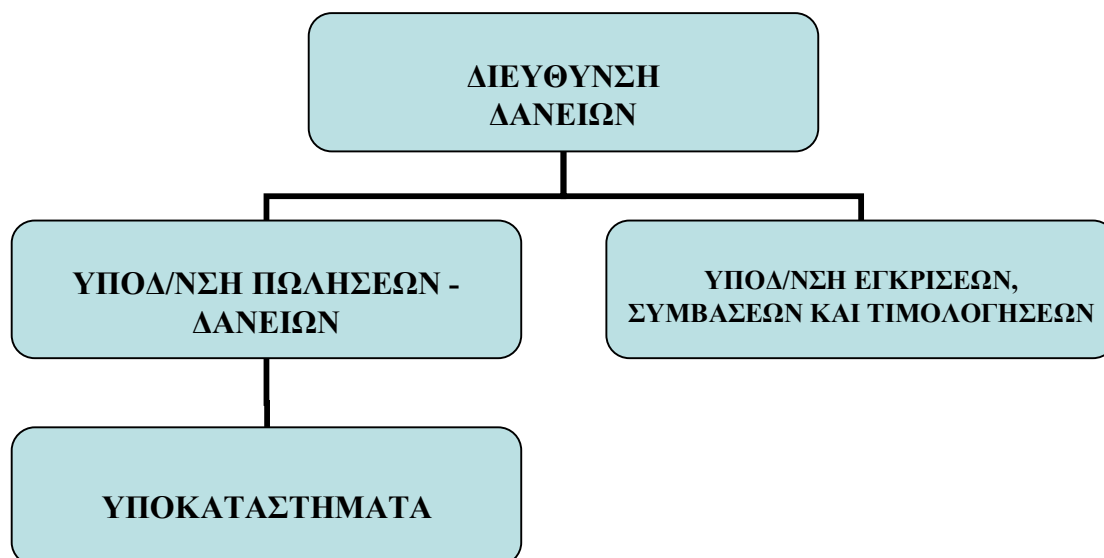 ΔΙΕΥΘΥΝΣΗ
ΔΑΝΕΙΩΝ
ΥΠΟΔ/ΝΣΗ ΠΩΛΗΣΕΩΝ -
ΔΑΝΕΙΩΝ
ΥΠΟΔ/ΝΣΗ ΕΓΚΡΙΣΕΩΝ,
ΣΥΜΒΑΣΕΩΝ ΚΑΙ ΤΙΜΟΛΟΓΗΣΕΩΝ
ΥΠΟΚΑΤΑΣΤΗΜΑΤΑ